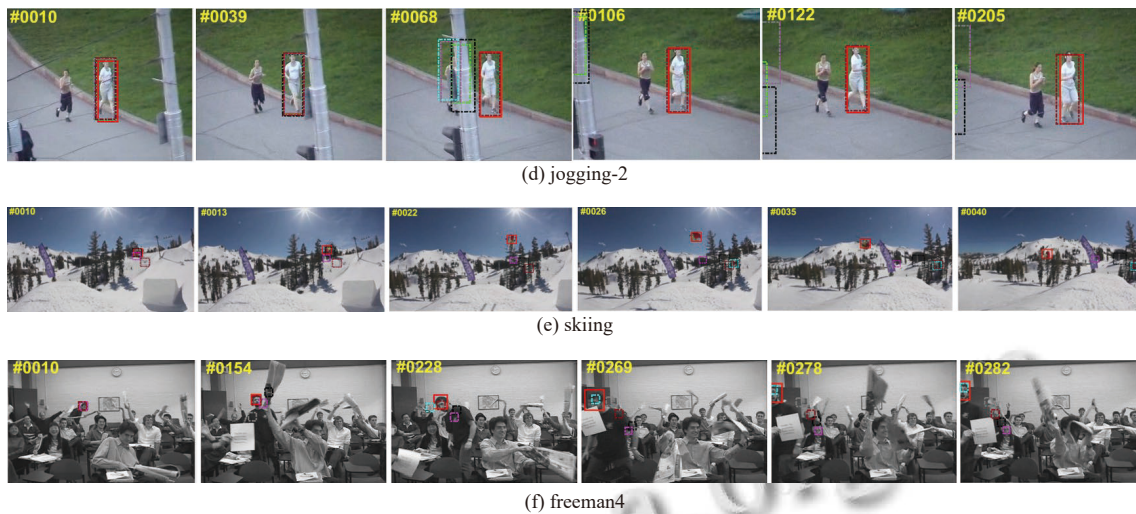 #0010 #0039 #0068 #0106 #0122 #0205
(d) jogging-2
#0010 #0013 #0022 #0026 #0035 #0040
(e) skiing
#0010 #0154 #0228 #0269 #0278 #0282
(f) freeman4